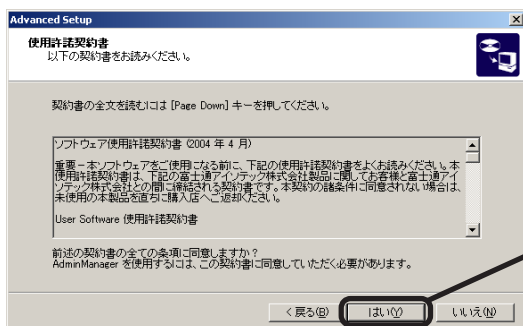 Advanced Setup
使用許諾契約書
以下の契約書をお読みください。
契約書の全文を読むには [Page Down] キーを押してください。
ソフトウェア使用許諾契約書 (2004 年 4 月)
重要－本ソフトウェアをご使用になる前に、下記の使用許諾契約書をよくお読みください。本
使用許諾契約書は、下記の富士通アイソテック株式会社製品に関してお客様と富士通アイ
ソテック株式会社との間に締結される契約書です。本契約の諸条件に同意されない場合は、
未使用の本製品を直ちに購入店へご返却ください。
User Software 使用許諾契約書
前述の契約書の全ての条項に同意しますか?
AdminManager を使用するには、この契約書に同意していただく必要があります。
< 戻る(B)
はい(Y)
いいえ(N)